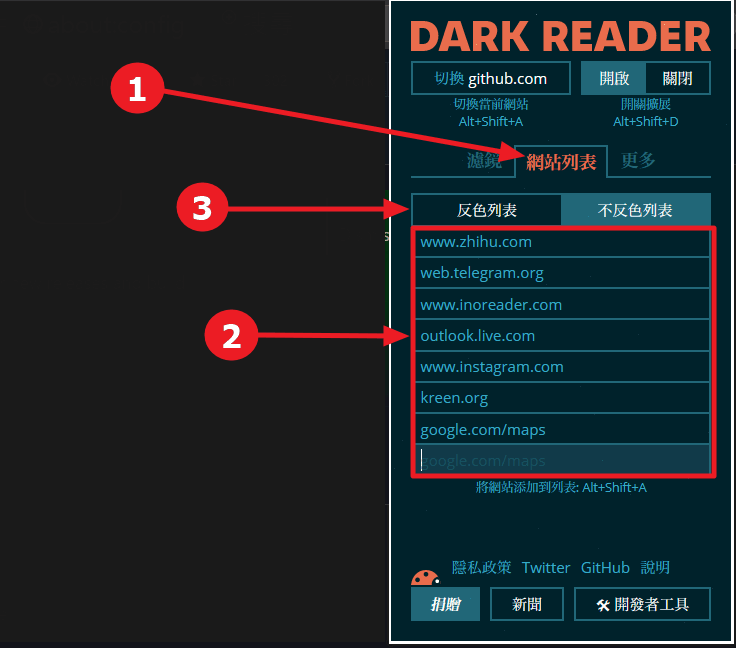 DARK READER
切換 github.com
開啟 關閉
切換當前網站
Alt+Shift+A
開關擴展
Alt+Shift+D
1
濾鏡 網站列表 更多
3
反色列表 不反色列表
s
www.zhihu.com
web.telegram.org
www.inoreader.com
2
outlook.live.com
www.instagram.com
kreen.org
google.com/maps
google.com/maps
將網站添加到列表: Alt+Shift+A
隱私政策 Twitter GitHub 說明
捐贈 新聞 🛠 開發者工具